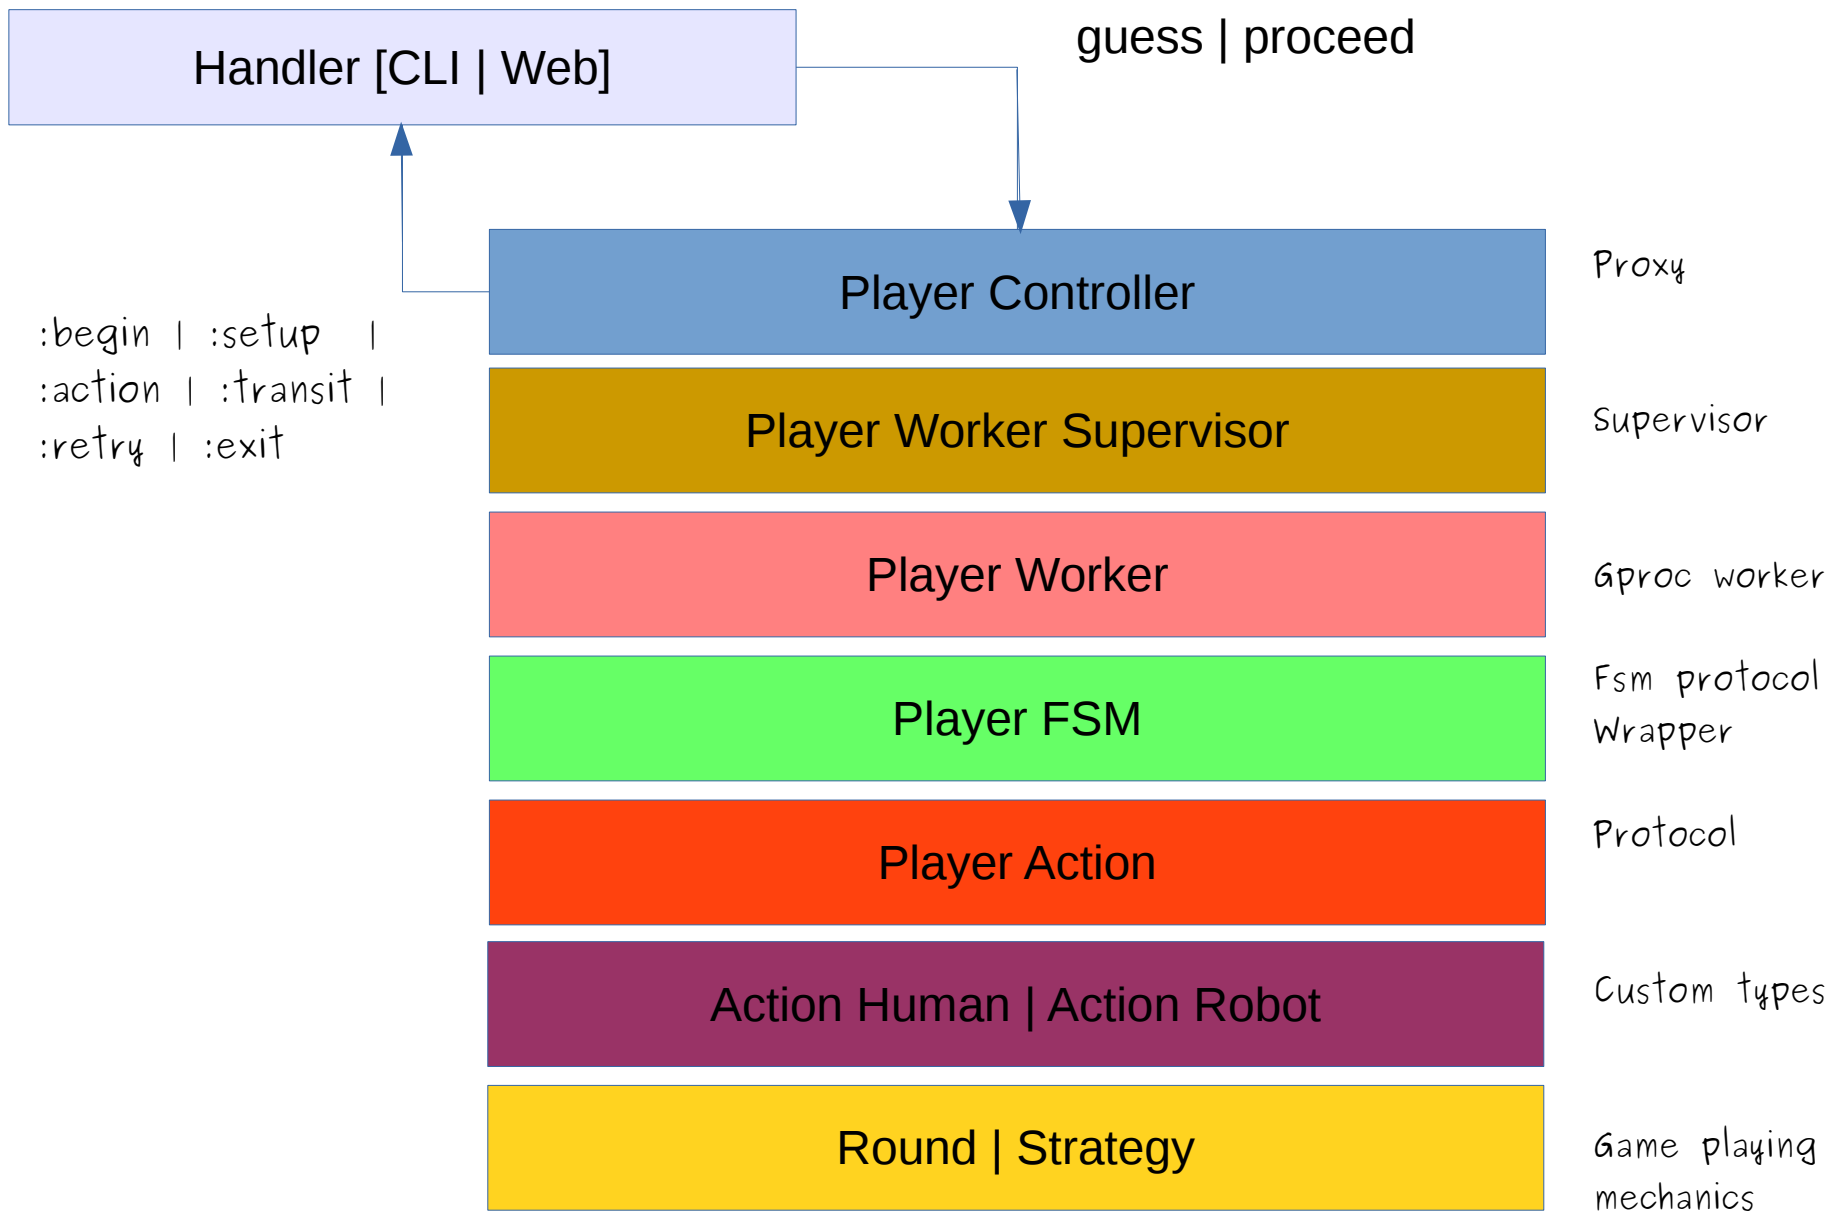 Handler [CLI | Web]
guess | proceed
Player Controller
Proxy
:begin | :setup |
:action | :transit |
:retry | :exit
Player Worker Supervisor
Supervisor
Player Worker
Gproc worker
Player FSM
Fsm protocol
Wrapper
Player Action
Protocol
Action Human | Action Robot
Custom types
Round | Strategy
Game playing
mechanics